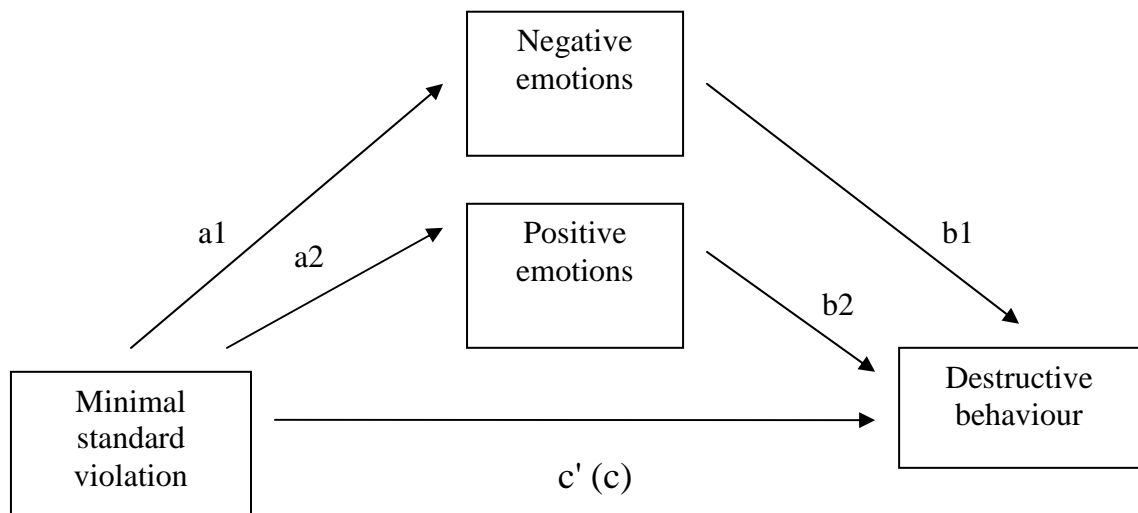 Negative
emotions
a1
a2
Positive
emotions
b1
b2
Minimal
standard
violation
Destructive
behaviour
c' (c)